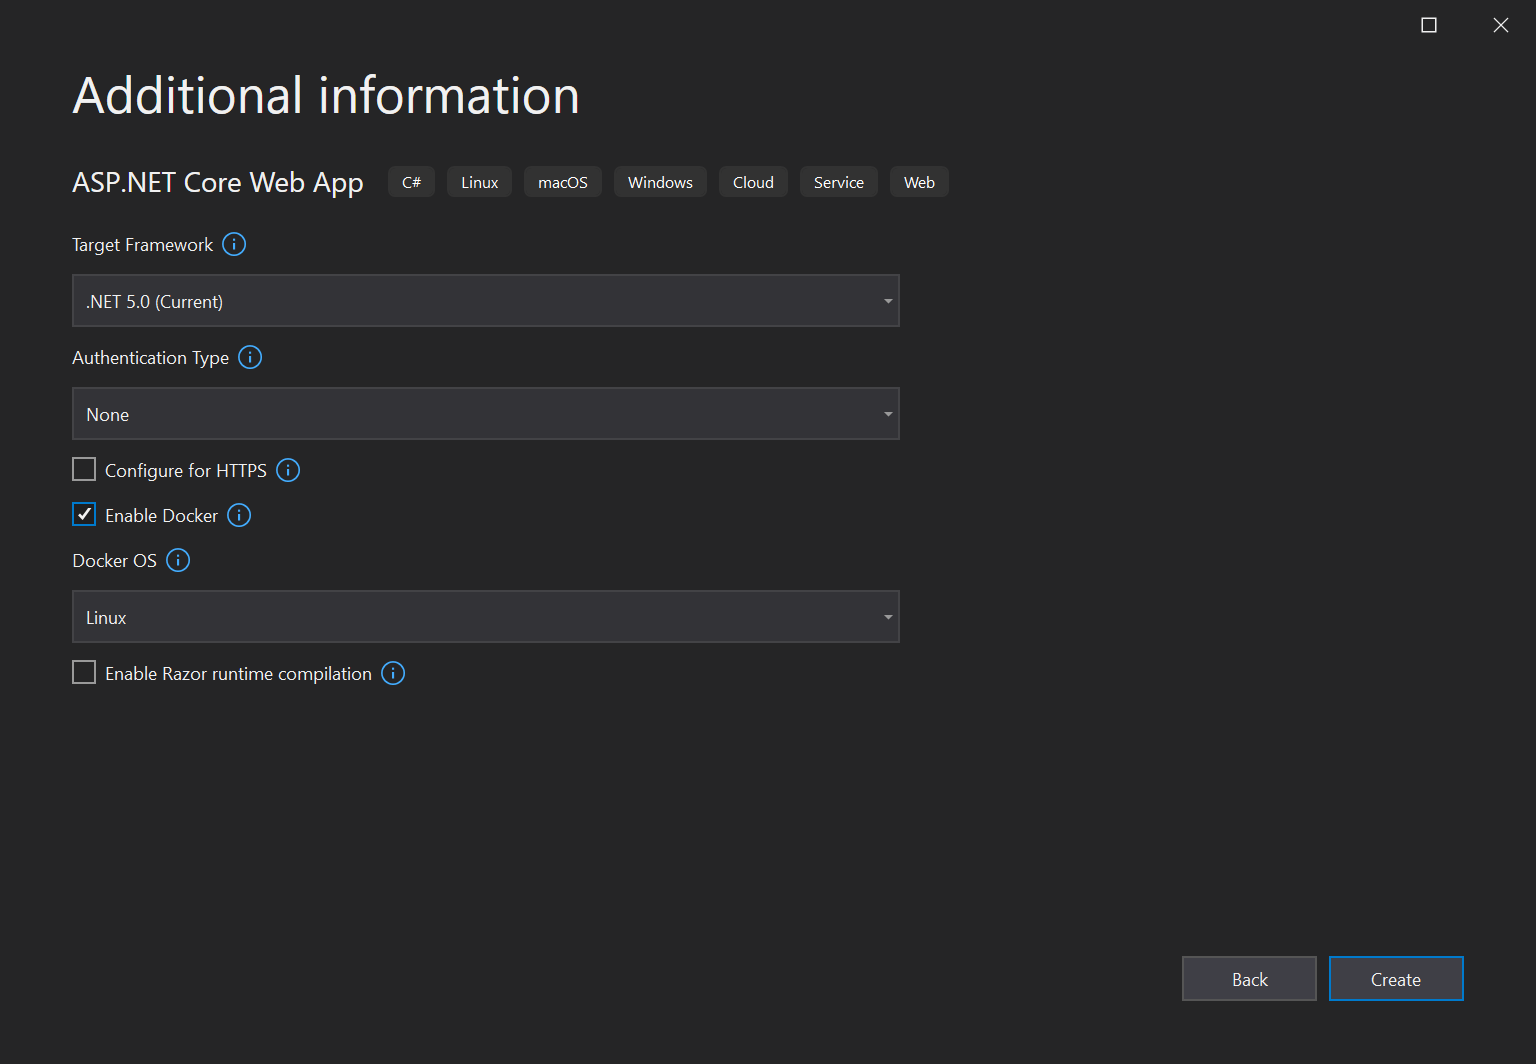 Additional information
ASP.NET Core Web App C# Linux macOS Windows Cloud Service Web
Target Framework
.NET 5.0 (Current)
Authentication Type
None
Configure for HTTPS
Enable Docker
Docker OS
Linux
Enable Razor runtime compilation
Back Create